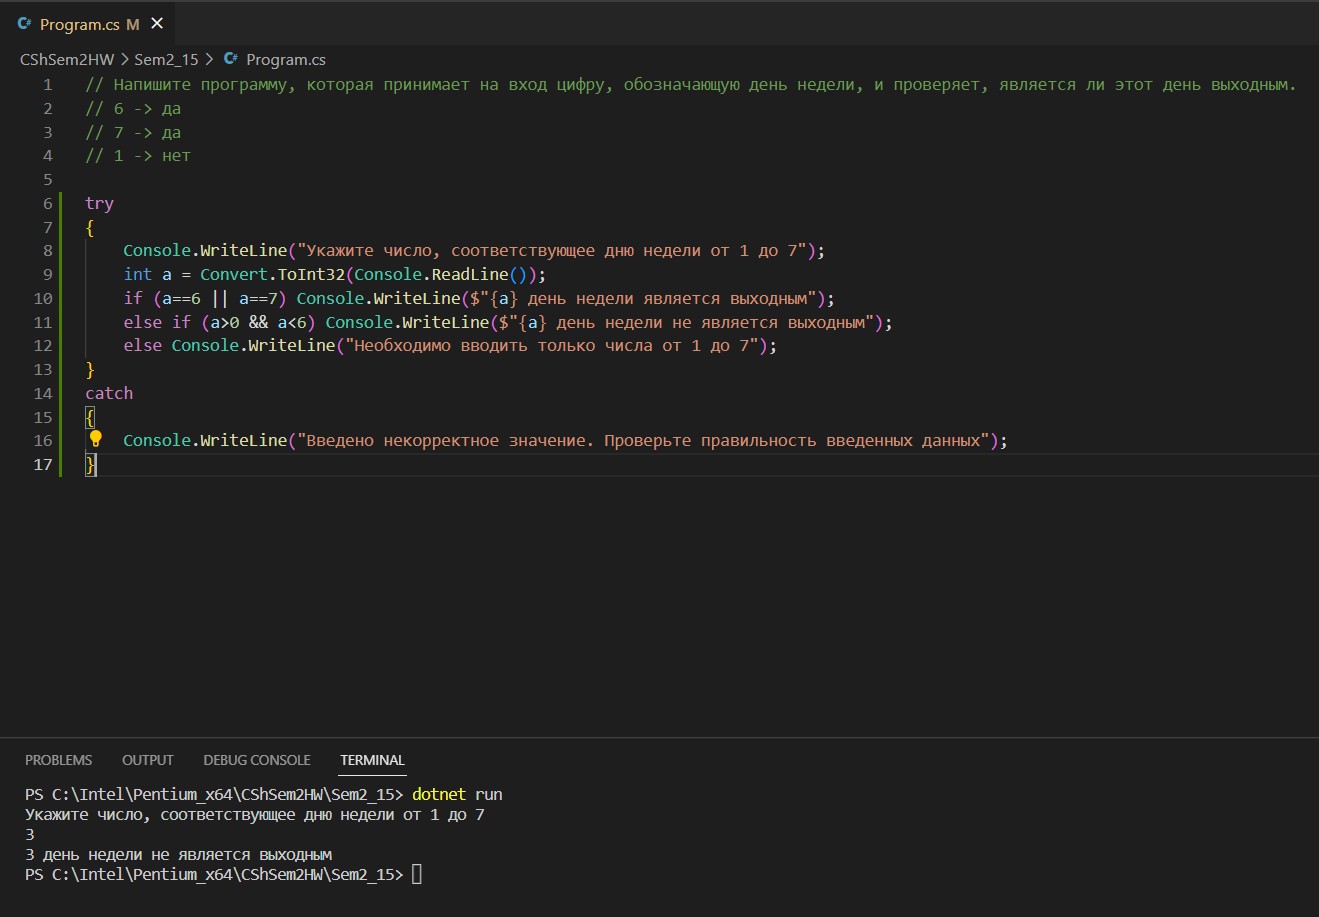 C# Program.cs M ×
CShSem2HW > Sem2_15 > C# Program.cs
1 // Напишите программу, которая принимает на вход цифру, обозначающую день недели, и проверяет, является ли этот день выходным.
2 // 6 -> да
3 // 7 -> да
4 // 1 -> нет
5
6 try
7 {
8     Console.WriteLine("Укажите число, соответствующее дню недели от 1 до 7");
9     int a = Convert.ToInt32(Console.ReadLine());
10     if (a==6 || a==7) Console.WriteLine($"{a} день недели является выходным");
11     else if (a>0 && a<6) Console.WriteLine($"{a} день недели не является выходным");
12     else Console.WriteLine("Необходимо вводить только числа от 1 до 7");
13 }
14 catch
15 {
16     Console.WriteLine("Введено некорректное значение. Проверьте правильность введенных данных");
17 }
PROBLEMS OUTPUT DEBUG CONSOLE TERMINAL
PS C:\Intel\Pentium_x64\CShSem2HW\Sem2_15> dotnet run
Укажите число, соответствующее дню недели от 1 до 7
3
3 день недели не является выходным
PS C:\Intel\Pentium_x64\CShSem2HW\Sem2_15>